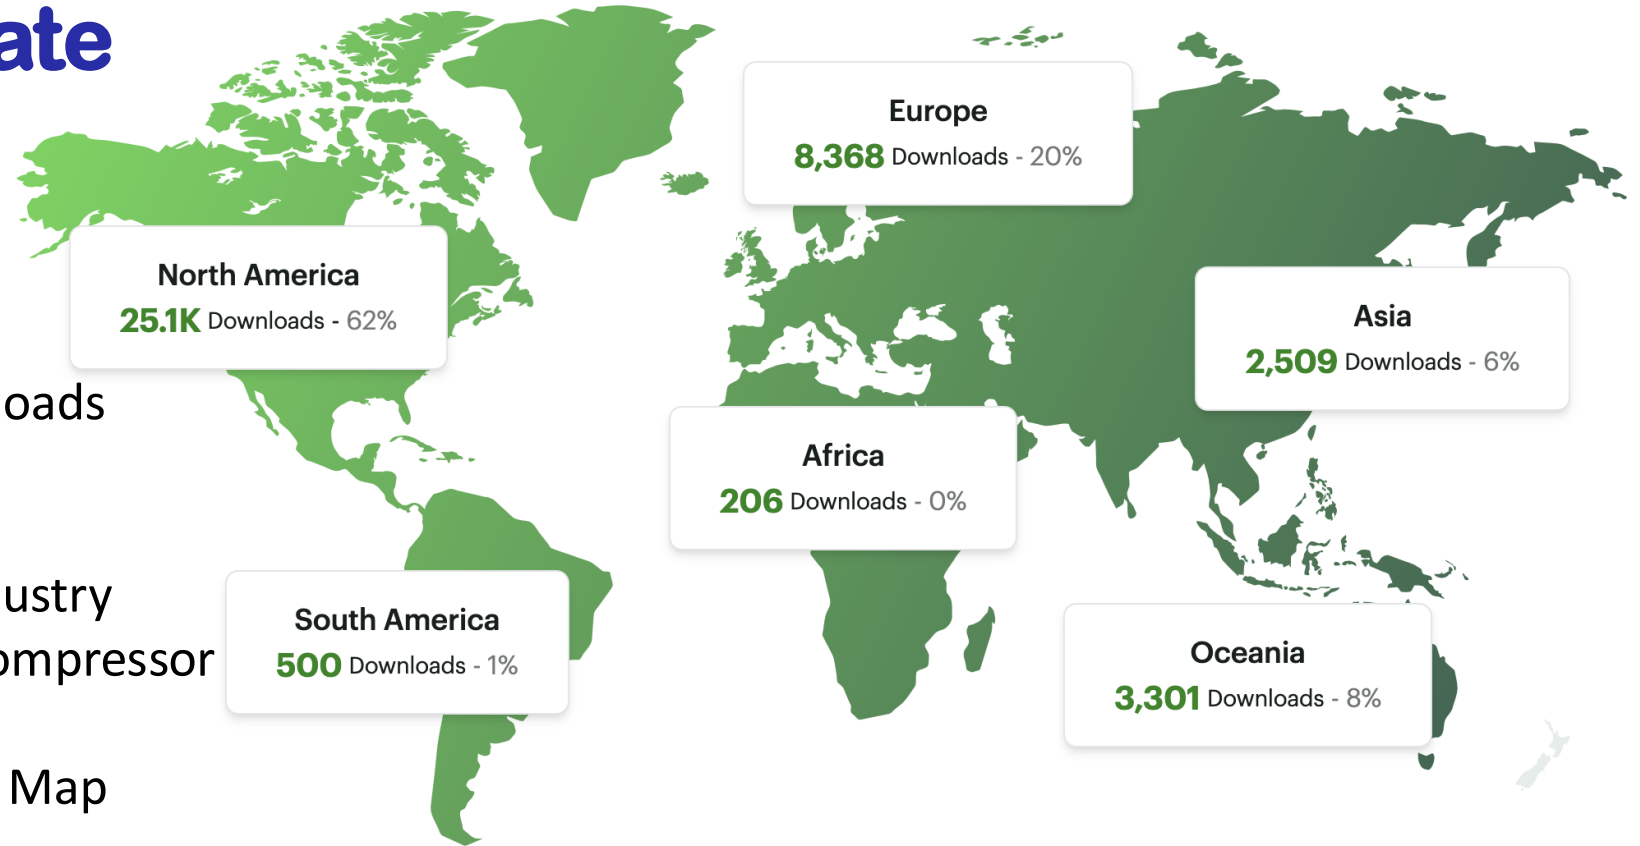 ate
oads
ustry
ompressor
Map
North America
25.1K Downloads - 62%
Europe
8,368 Downloads - 20%
Asia
2,509 Downloads - 6%
Africa
206 Downloads - 0%
South America
500 Downloads - 1%
Oceania
3,301 Downloads - 8%